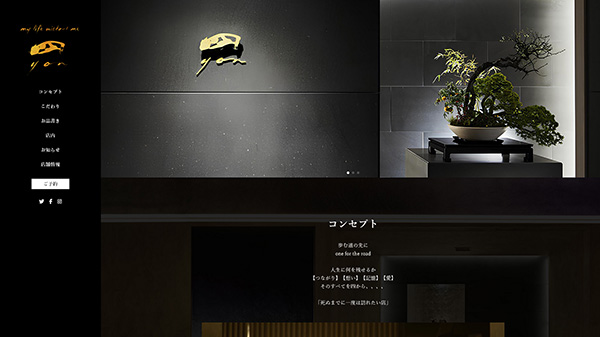 my life misteri me
yon
コンセプト
こだわり
お品書き
店内
お知らせ
店舗情報
ご予約
yon
コンセプト
歩む道の先に
one for the road
人生に何を残せるか
【つながり】【想い】【記憶】【愛】
そのすべてを四から、、、、
「死ぬまでに一度は訪れたい店」